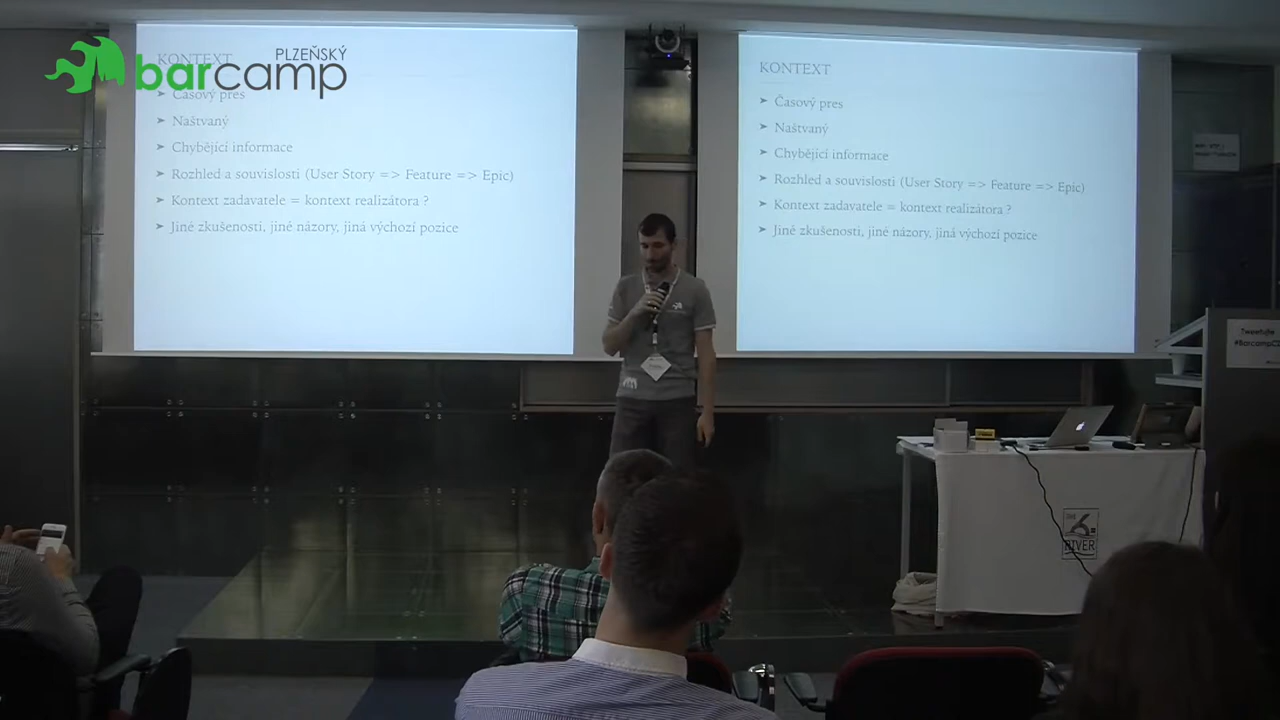 PLZEŇSKÝ
barcamp
KONTEXT
Časový pres
Naštvaný
Chybějící informace
Rozhled a souvislosti (User Story => Feature => Epic)
Kontext zadavatele = kontext realizátora ?
Jiné zkušenosti, jiné názory, jiná výchozí pozice
KONTEXT
Časový pres
Naštvaný
Chybějící informace
Rozhled a souvislosti (User Story => Feature => Epic)
Kontext zadavatele = kontext realizátora ?
Jiné zkušenosti, jiné názory, jiná výchozí pozice
Tweetujte
RIVER